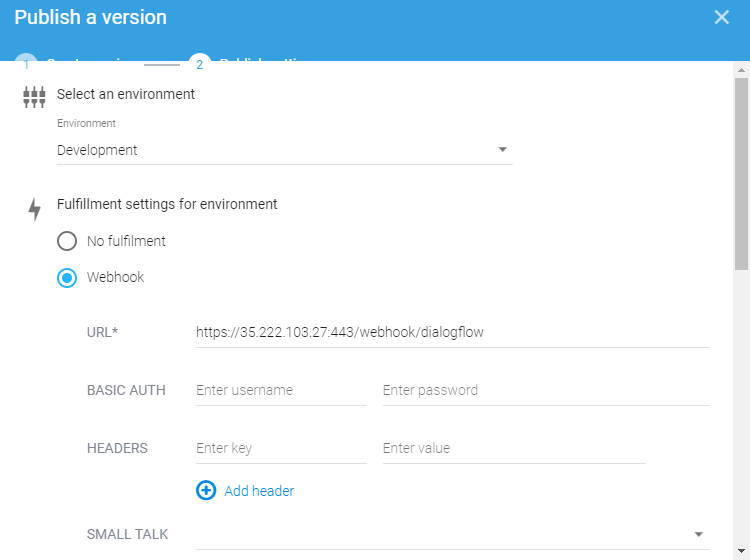 Publish a version
1
2
Select an environment
Environment
Development
Fulfillment settings for environment
No fulfilment
Webhook
URL*
https://35.222.103.27:443/webhook/dialogflow
BASIC AUTH
Enter username
Enter password
HEADERS
Enter key
Enter value
Add header
SMALL TALK